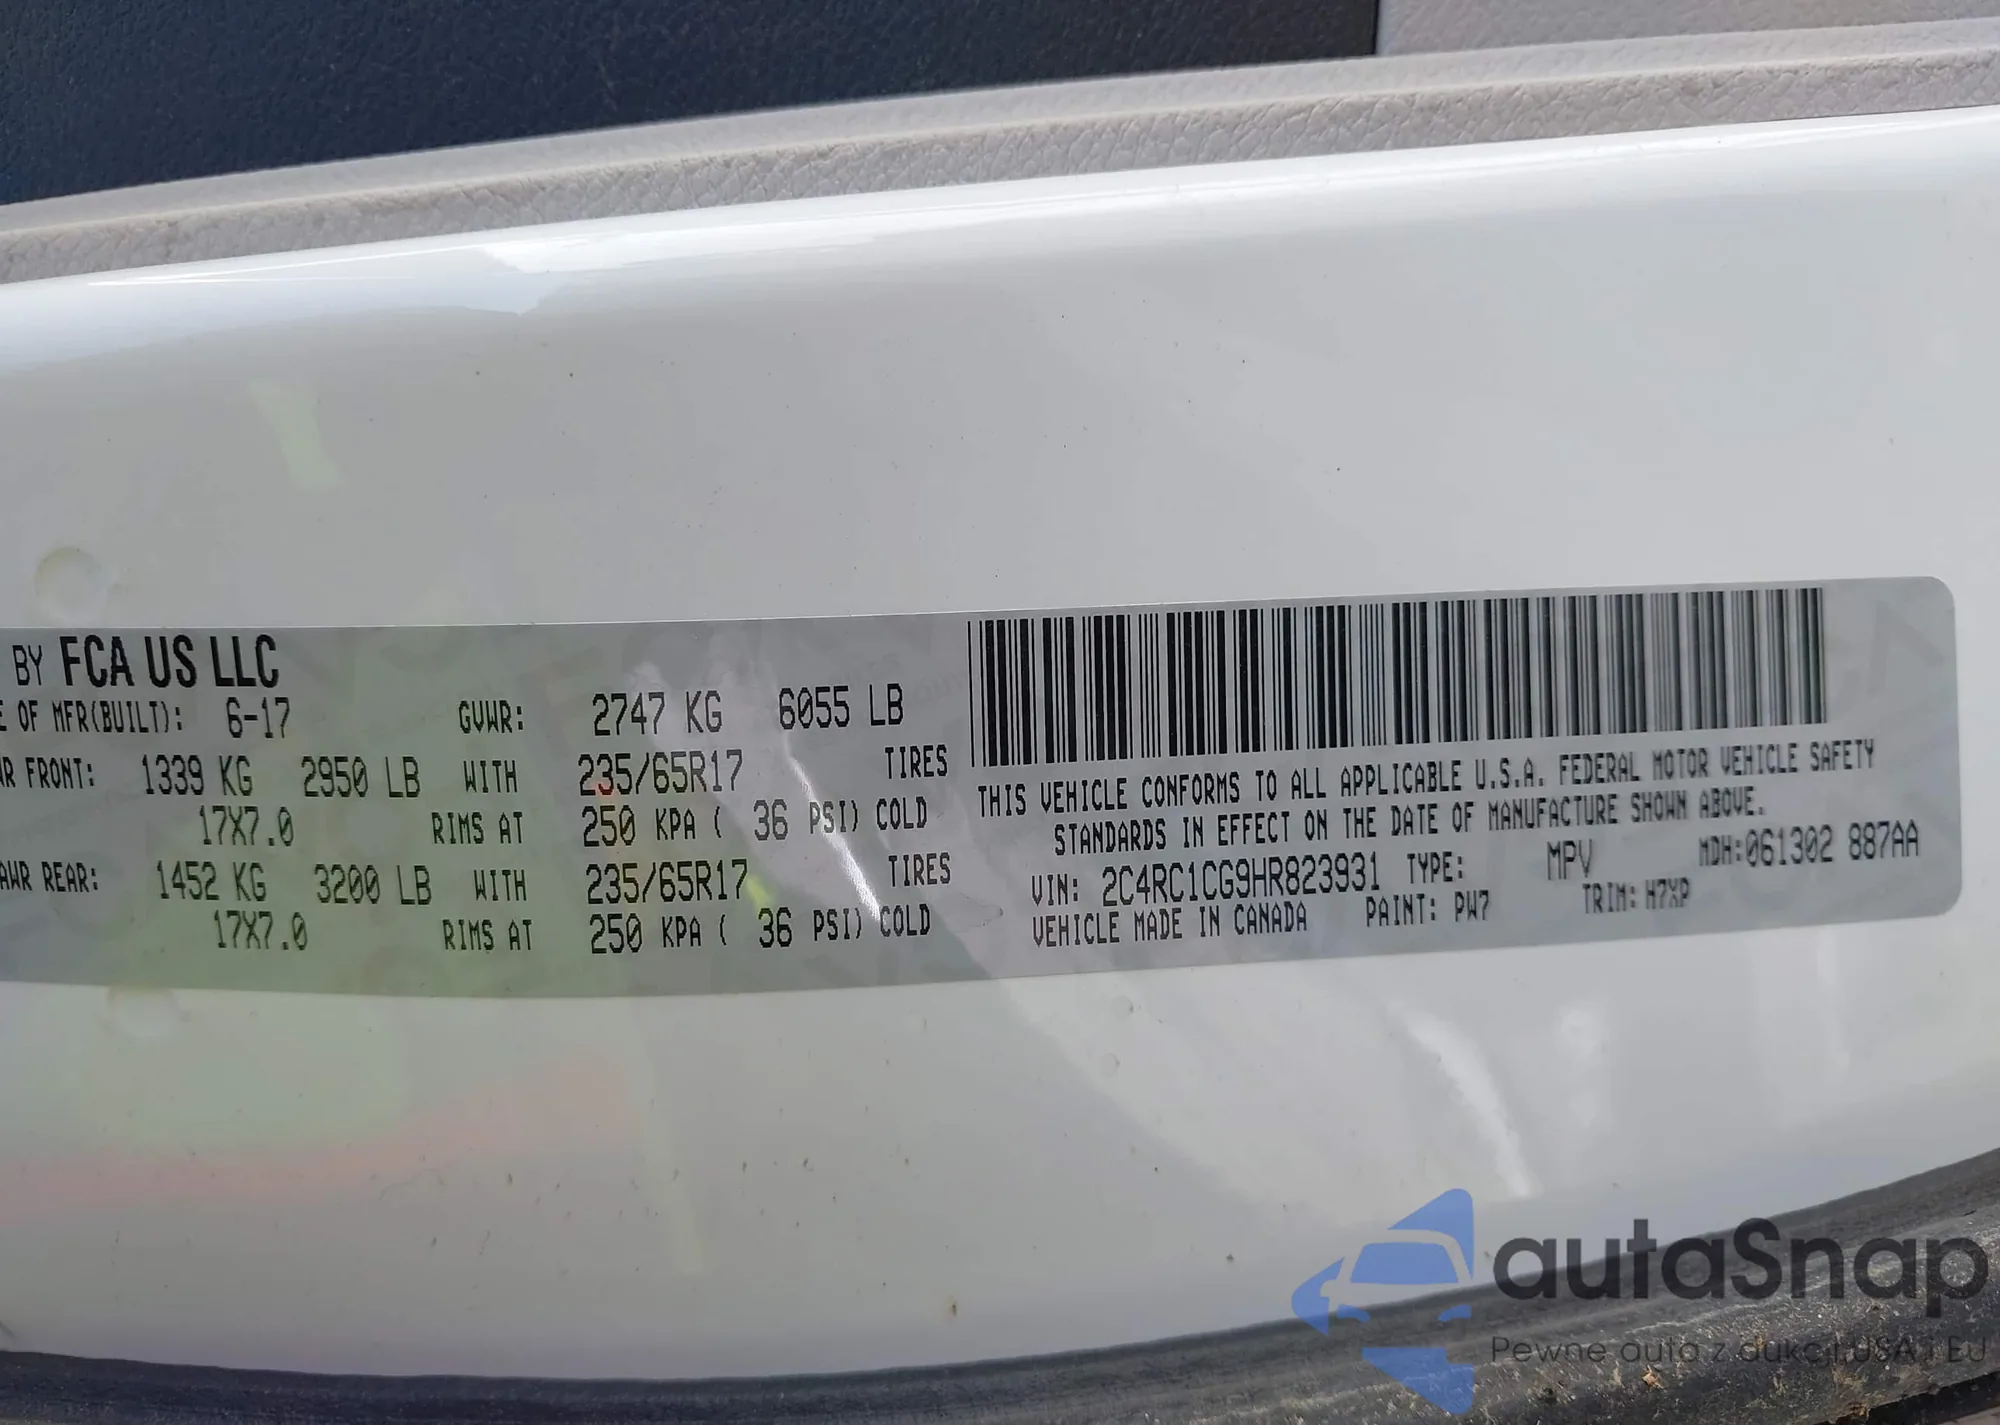 BY FCA US LLC
E OF MFR(BUILT): 6-17 GVWR: 2747 KG 6055 LB
WR FRONT: 1339 KG 2950 LB WITH 235/65R17 TIRES
17X7.0 RIMS AT 250 KPA ( 36 PSI) COLD
AWR REAR: 1452 KG 3200 LB WITH 235/65R17 TIRES
17X7.0 RIMS AT 250 KPA ( 36 PSI) COLD
THIS VEHICLE CONFORMS TO ALL APPLICABLE U.S.A. FEDERAL MOTOR VEHICLE SAFETY
STANDARDS IN EFFECT ON THE DATE OF MANUFACTURE SHOWN ABOVE.
VIN: 2C4RC1CG9HR823931 TYPE: MPV MDH:061302 887AA
VEHICLE MADE IN CANADA PAINT: PW7 TRIM: H7XP
autaSnap
Pewne auto z aukcji USA i EU